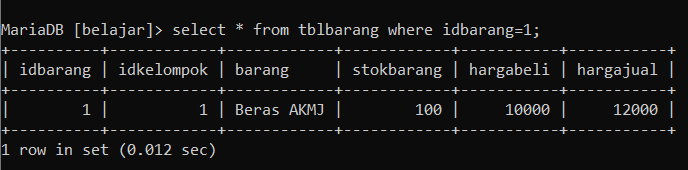 MariaDB [belajar]> select * from tblbarang where idbarang=1;
+----------+------------+------------+------------+-----------+-----------+
| idbarang | idkelompok | barang     | stokbarang | hargabeli | hargajual |
+----------+------------+------------+------------+-----------+-----------+
|        1 |          1 | Beras AKMJ |        100 |     10000 |     12000 |
+----------+------------+------------+------------+-----------+-----------+
1 row in set (0.012 sec)